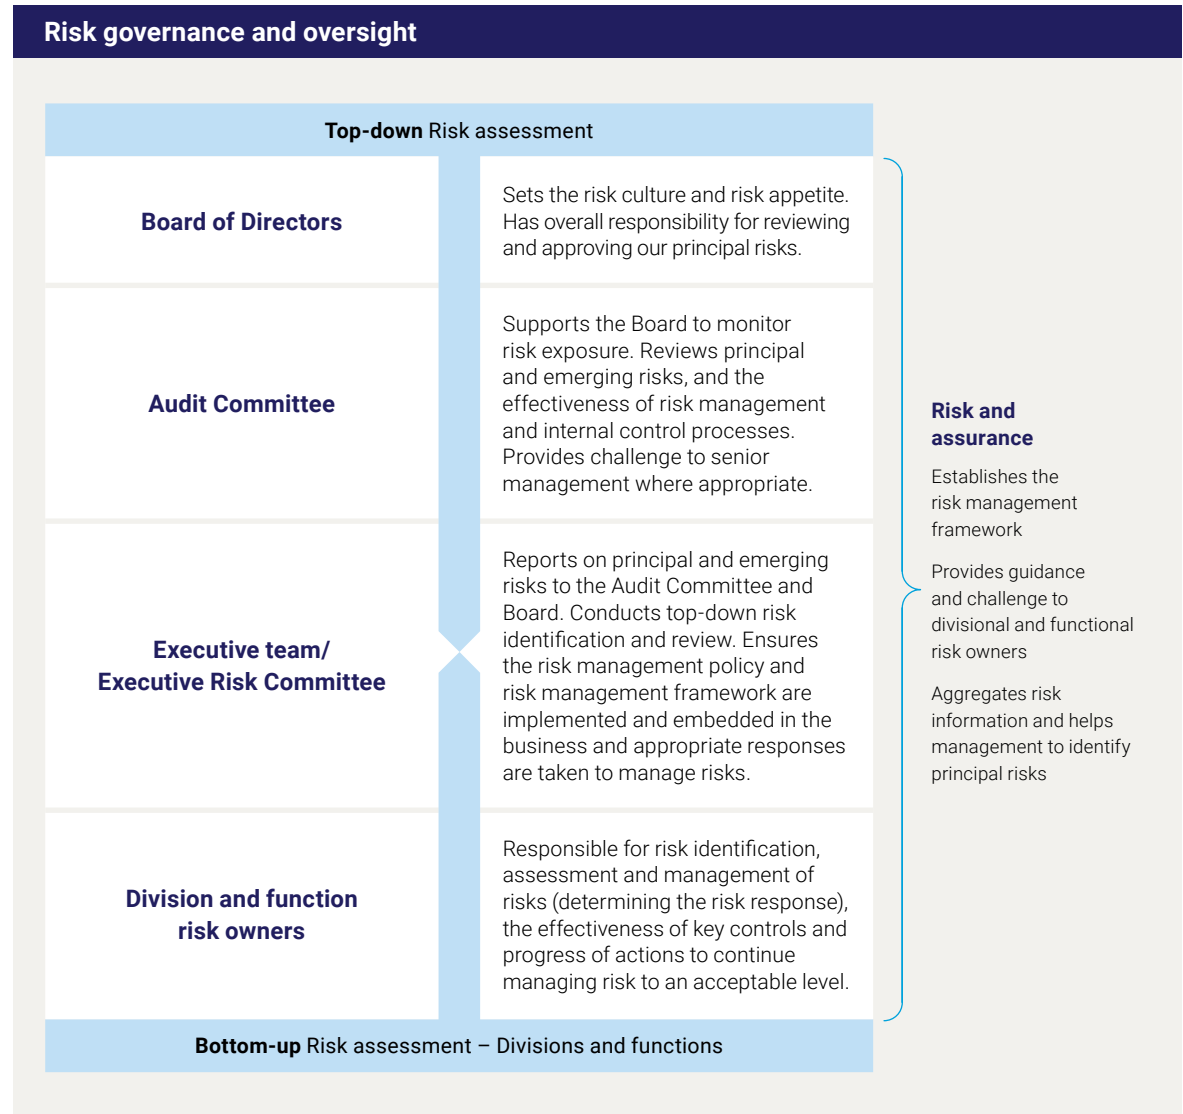 Risk governance and oversight
Top-down Risk assessment
Board of Directors
Sets the risk culture and risk appetite.
Has overall responsibility for reviewing
and approving our principal risks.
Audit Committee
Supports the Board to monitor
risk exposure. Reviews principal
and emerging risks, and the
effectiveness of risk management
and internal control processes.
Provides challenge to senior
management where appropriate.
Executive team/
Executive Risk Committee
Reports on principal and emerging
risks to the Audit Committee and
Board. Conducts top-down risk
identification and review. Ensures
the risk management policy and
risk management framework are
implemented and embedded in the
business and appropriate responses
are taken to manage risks.
Division and function
risk owners
Responsible for risk identification,
assessment and management of
risks (determining the risk response),
the effectiveness of key controls and
progress of actions to continue
managing risk to an acceptable level.
Bottom-up Risk assessment – Divisions and functions
Risk and
assurance
Establishes the
risk management
framework
Provides guidance
and challenge to
divisional and functional
risk owners
Aggregates risk
information and helps
management to identify
principal risks